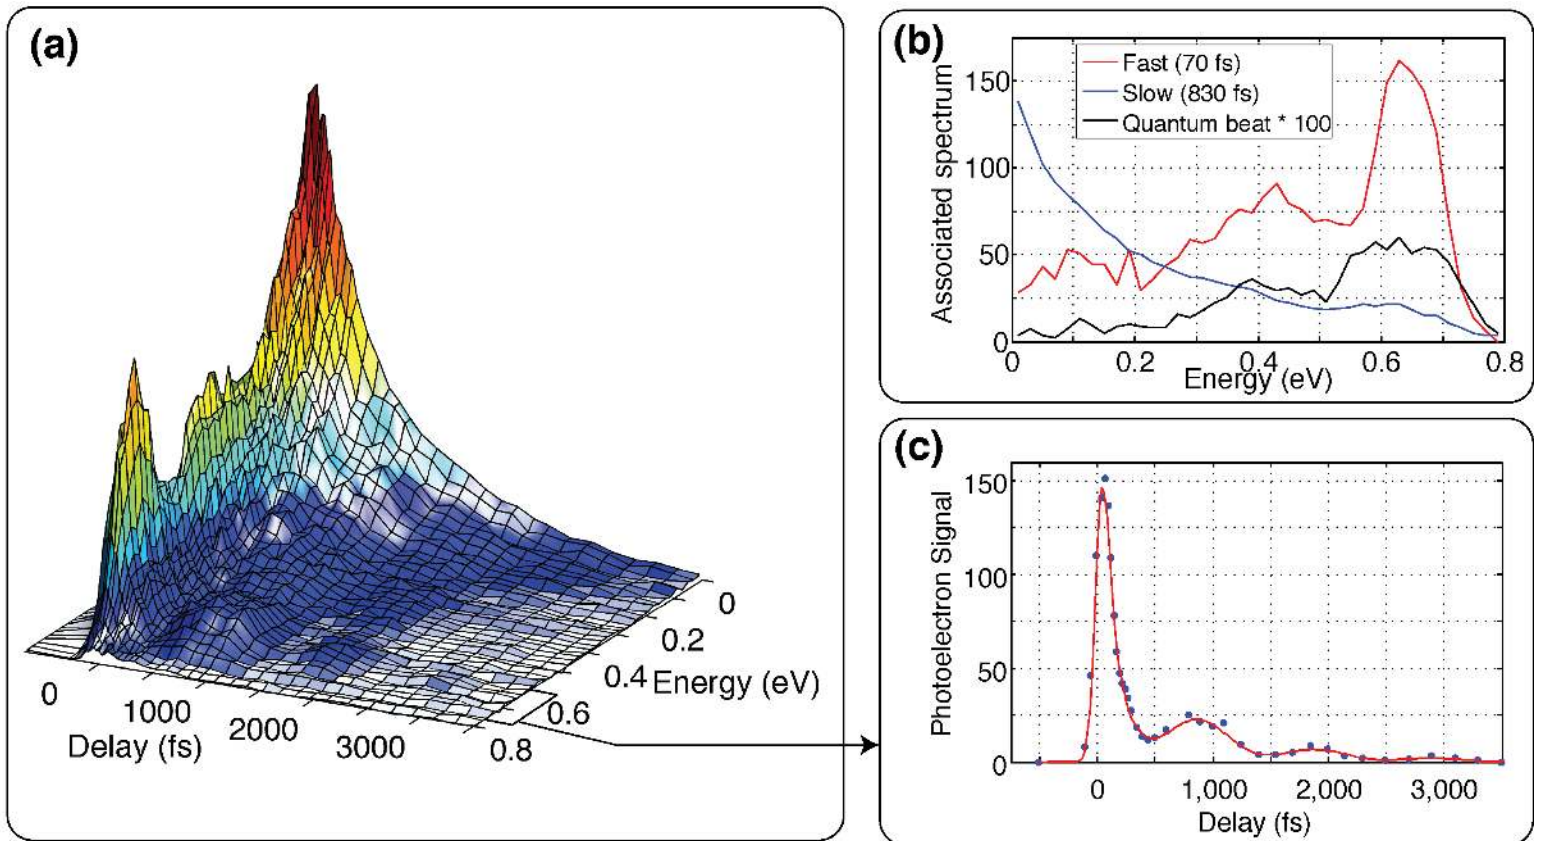 (a)
0
1000
2000
3000
Delay (fs)
0
0.2
0.4
0.6
0.8
Energy (eV)
(b)
Associated spectrum
150
100
50
0
Fast (70 fs)
Slow (830 fs)
Quantum beat * 100
0 0.2 0.4 0.6 0.8
Energy (eV)
(c)
Photoelectron Signal
150
100
50
0
0 1,000 2,000 3,000
Delay (fs)